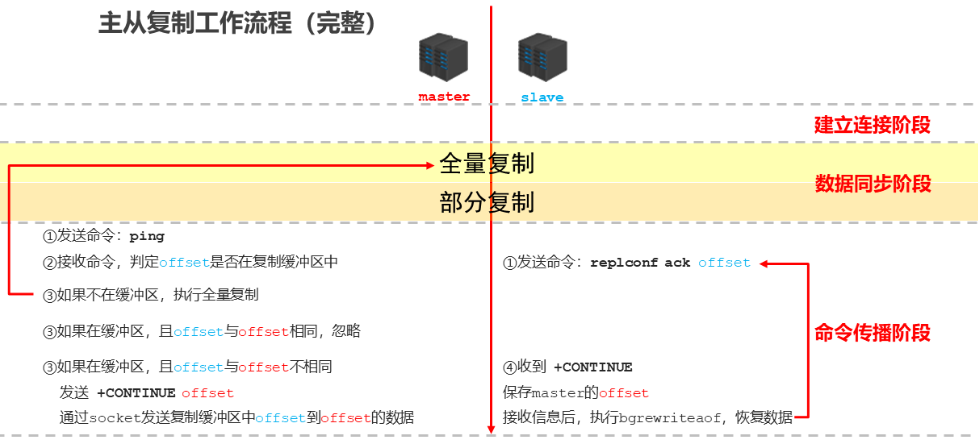 主从复制工作流程（完整）
master
slave
建立连接阶段
全量复制
数据同步阶段
部分复制
①发送命令：ping
②接收命令，判定offset是否在复制缓冲区中
①发送命令：replconf ack offset
③如果不在缓冲区，执行全量复制
③如果在缓冲区，且offset与offset相同，忽略
命令传播阶段
③如果在缓冲区，且offset与offset不相同
④收到 +CONTINUE
发送 +CONTINUE offset
保存master的offset
通过socket发送复制缓冲区中offset到offset的数据
接收信息后，执行bgrewriteaof，恢复数据